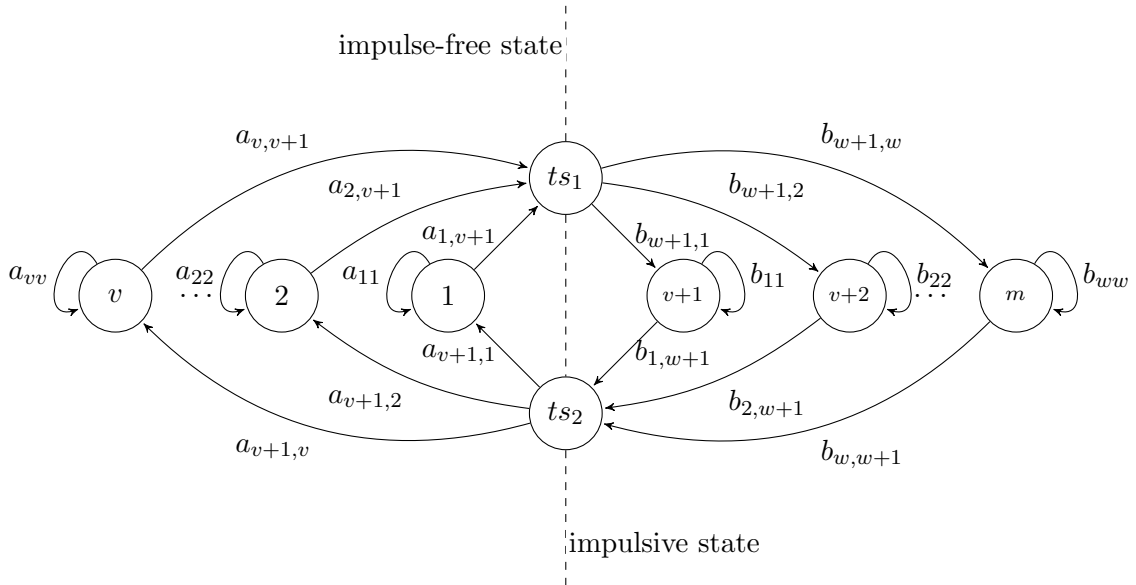 impulse-free state
a_{v,v+1}
b_{w+1,w}
ts_1
a_{2,v+1}
b_{w+1,2}
a_{1,v+1}
b_{w+1,1}
a_{vv}
v
a_{22}
...
2
a_{11}
1
v+1
b_{11}
v+2
b_{22}
...
m
b_{ww}
a_{v+1,1}
b_{1,w+1}
a_{v+1,2}
ts_2
b_{2,w+1}
a_{v+1,v}
b_{w,w+1}
impulsive state